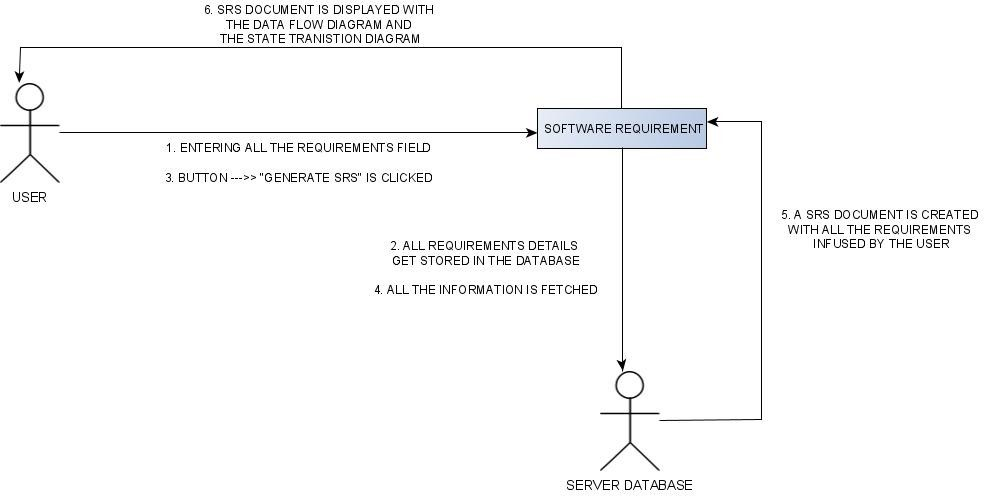 6. SRS DOCUMENT IS DISPLAYED WITH
THE DATA FLOW DIAGRAM AND
THE STATE TRANISTION DIAGRAM
SOFTWARE REQUIREMENT
1. ENTERING ALL THE REQUIREMENTS FIELD
3. BUTTON --->> "GENERATE SRS" IS CLICKED
USER
5. A SRS DOCUMENT IS CREATED
WITH ALL THE REQUIREMENTS
INFUSED BY THE USER
2. ALL REQUIREMENTS DETAILS
GET STORED IN THE DATABASE
4. ALL THE INFORMATION IS FETCHED
SERVER DATABASE